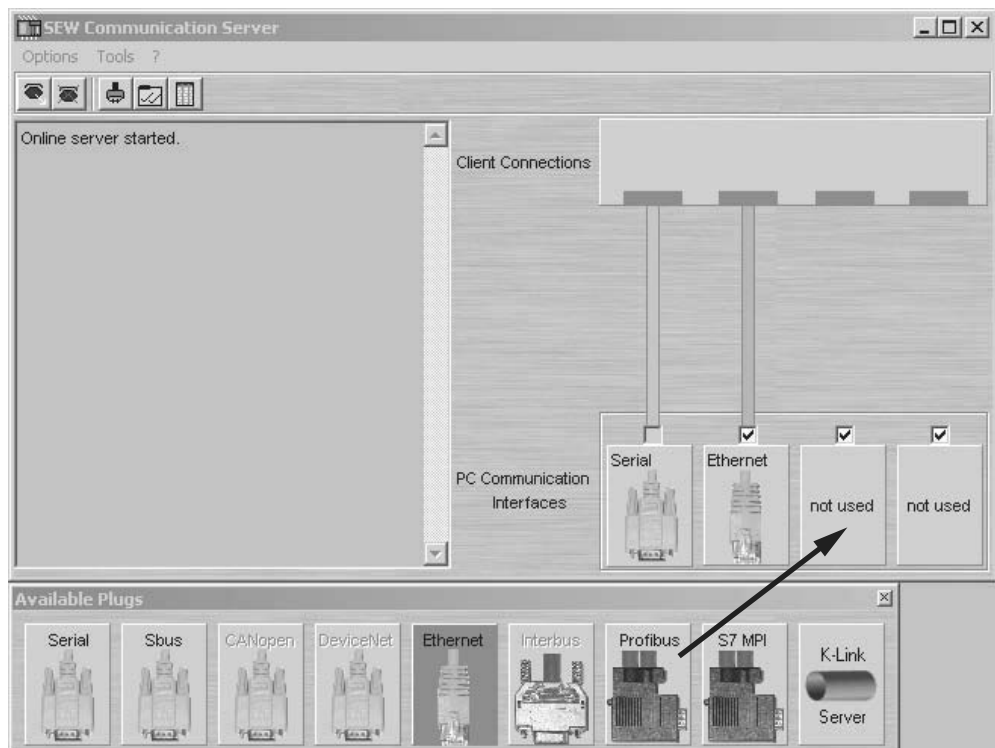 SEW Communication Server
Options Tools ?
Online server started.
Client Connections
PC Communication
Interfaces
Serial
Ethernet
not used
not used
Available Plugs
Serial
Sbus
CANopen
DeviceNet
Ethernet
Interbus
Profibus
S7 MPI
K-Link
Server